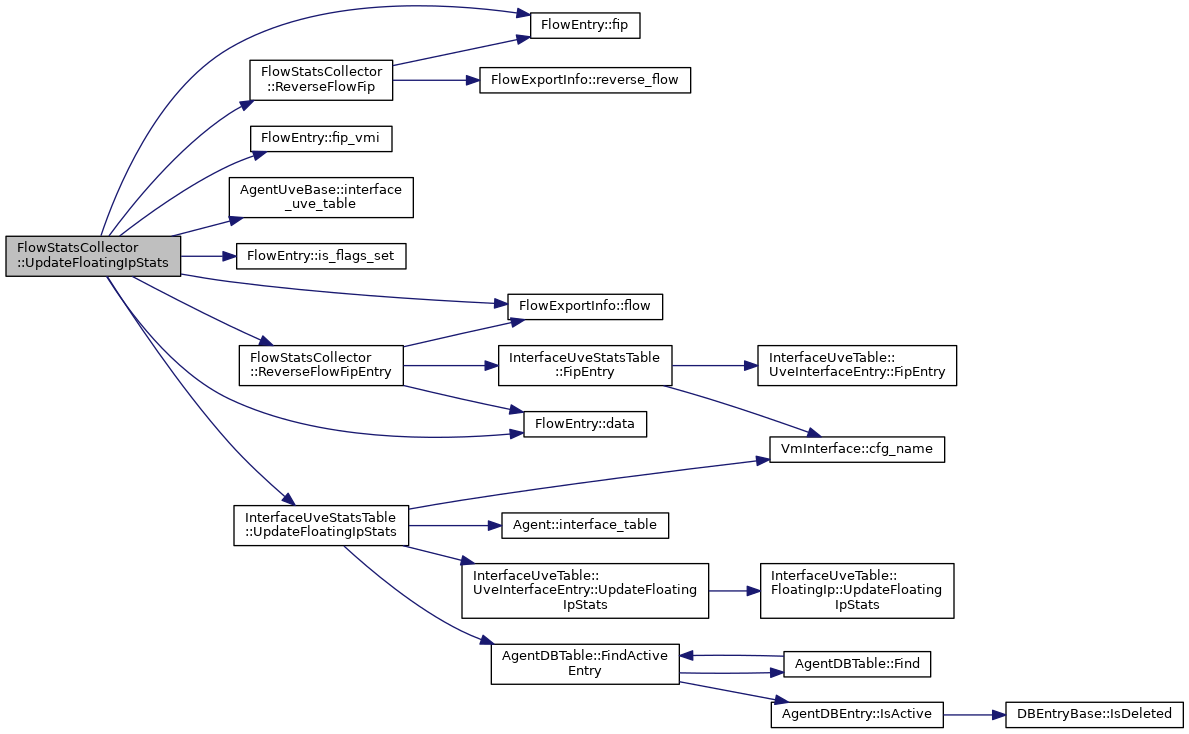 FlowEntry::fip
FlowStatsCollector
::ReverseFlowFip
FlowExportInfo::reverse_flow
FlowEntry::fip_vmi
AgentUveBase::interface
_uve_table
FlowStatsCollector
::UpdateFloatingIpStats
FlowEntry::is_flags_set
FlowExportInfo::flow
FlowStatsCollector
::ReverseFlowFipEntry
InterfaceUveStatsTable
::FipEntry
InterfaceUveTable::
UveInterfaceEntry::FipEntry
FlowEntry::data
VmInterface::cfg_name
InterfaceUveStatsTable
::UpdateFloatingIpStats
Agent::interface_table
InterfaceUveTable::
UveInterfaceEntry::UpdateFloating
IpStats
InterfaceUveTable::
FloatingIp::UpdateFloating
IpStats
AgentDBTable::FindActive
Entry
AgentDBTable::Find
AgentDBEntry::IsActive
DBEntryBase::IsDeleted